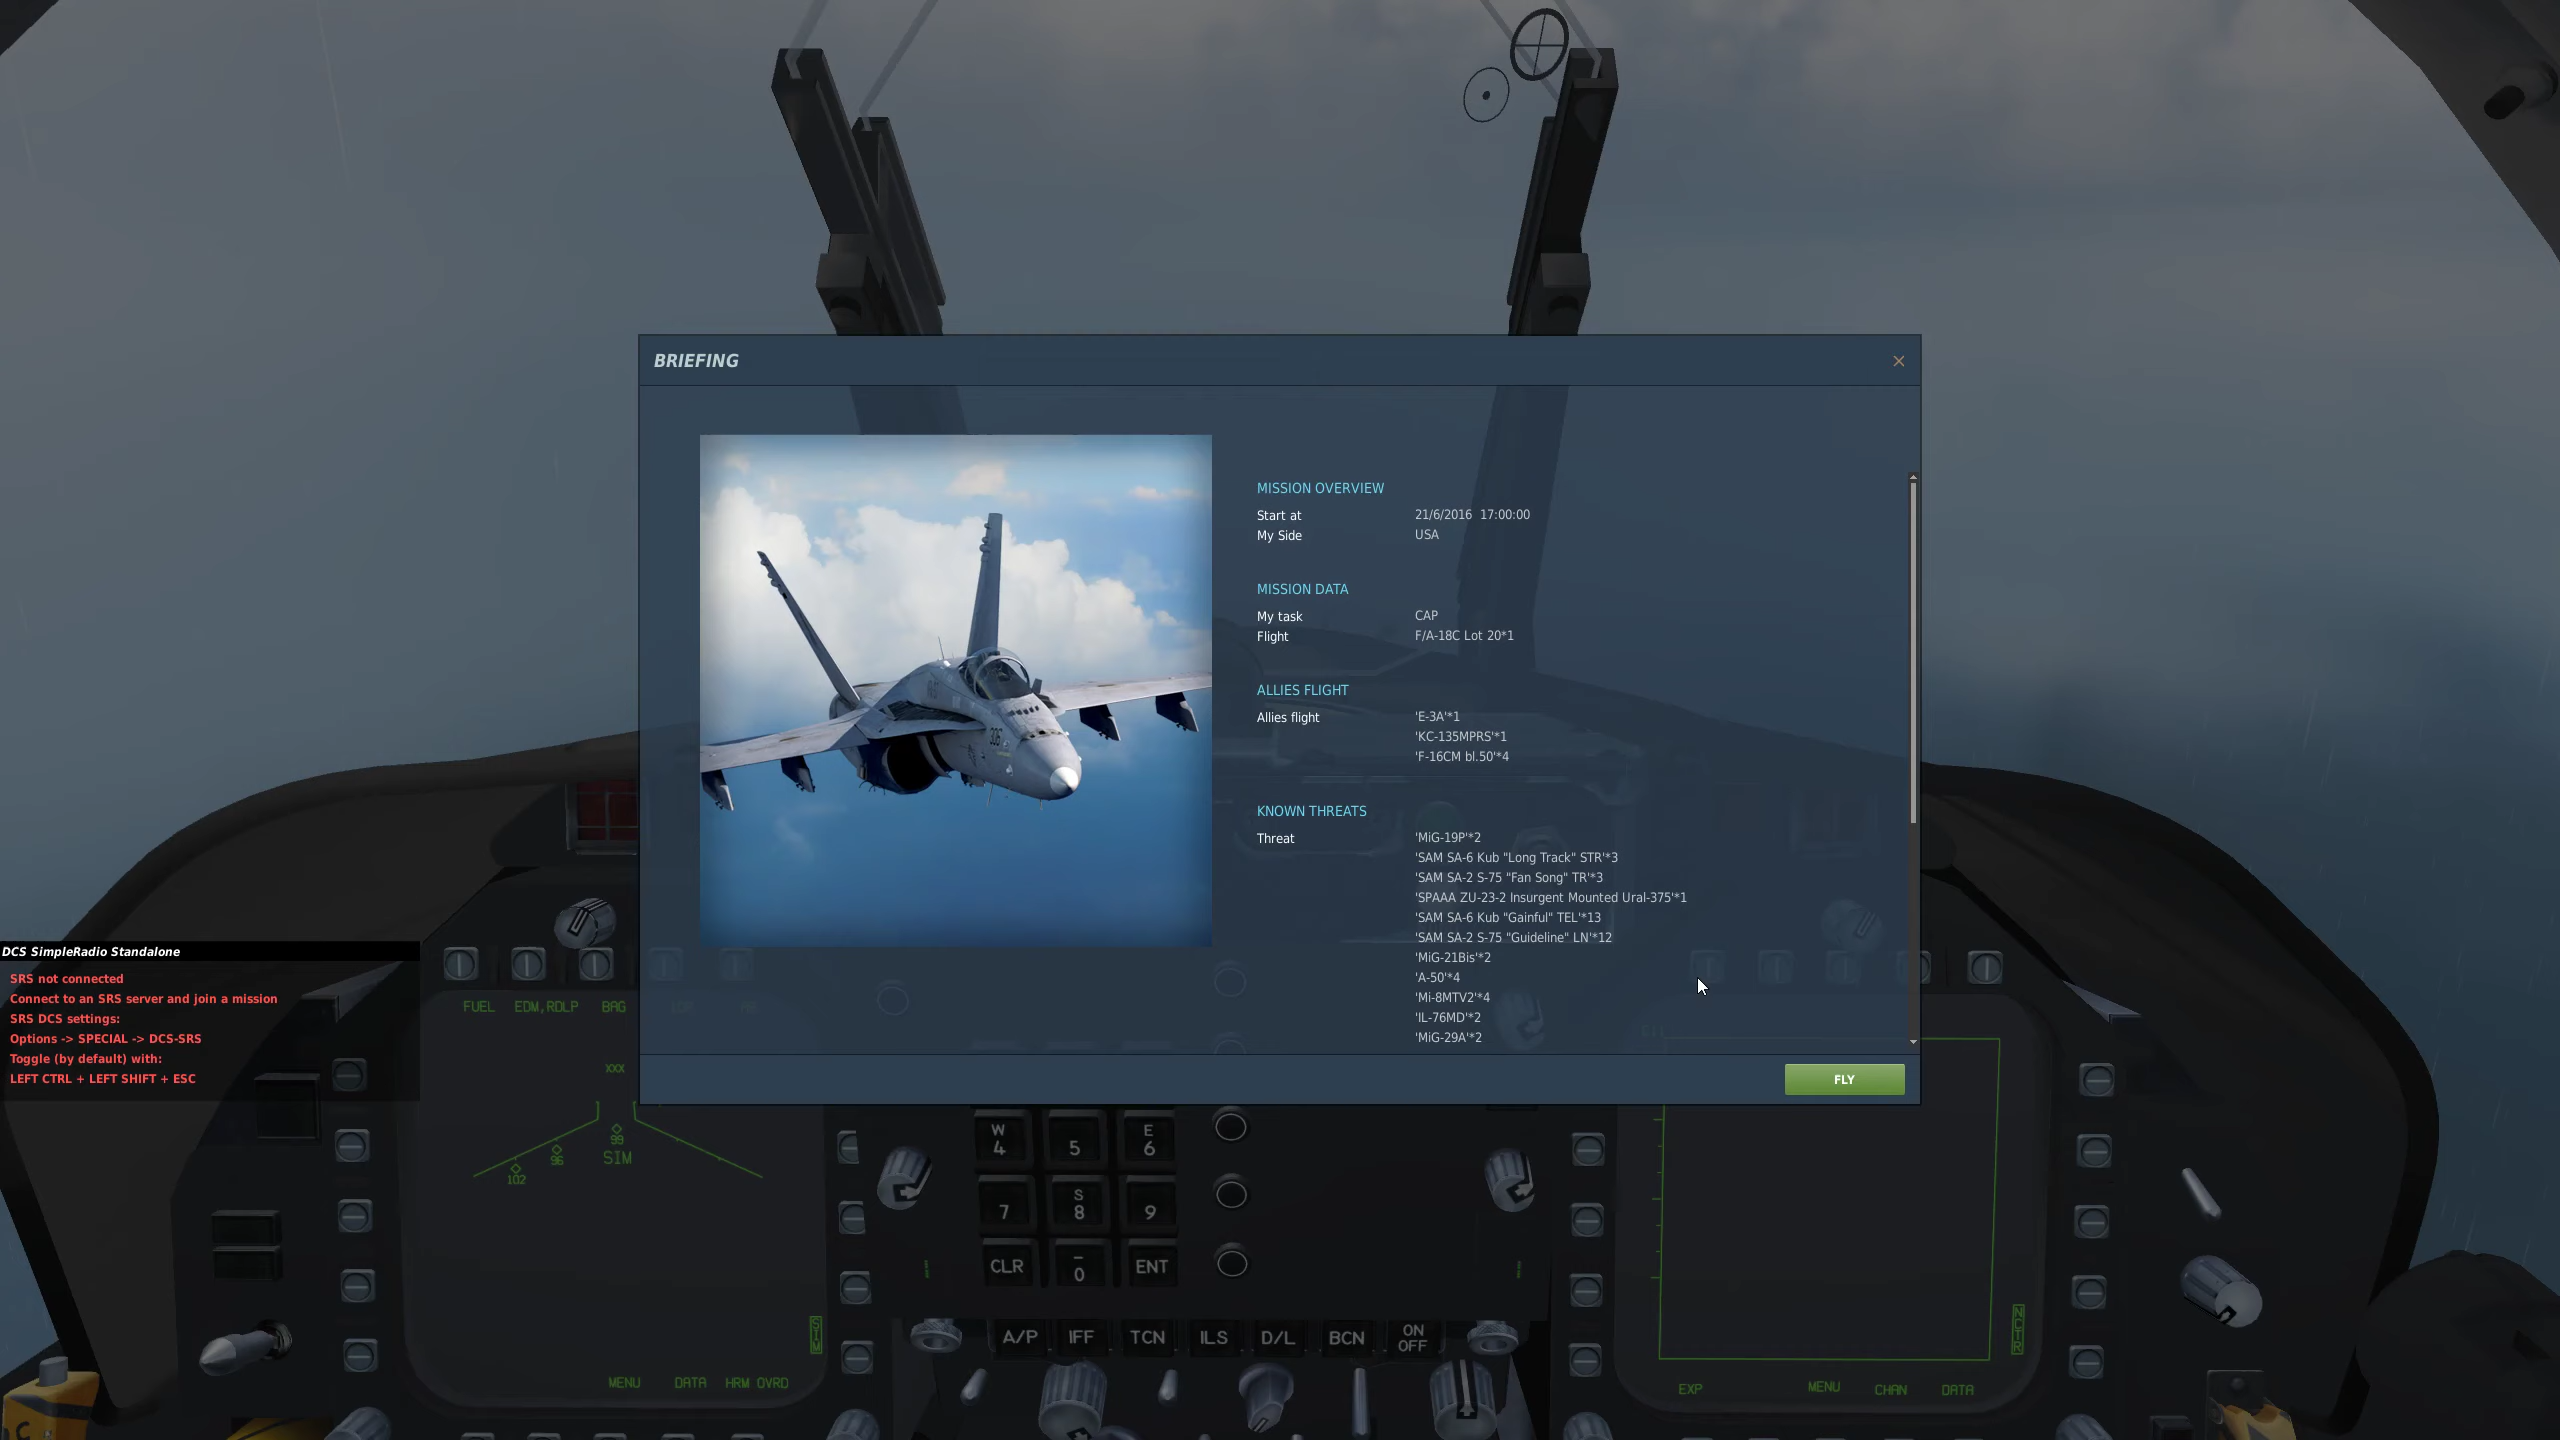 BRIEFING
MISSION OVERVIEW
Start at 21/6/2016 17:00:00
My Side USA
MISSION DATA
My task CAP
Flight F/A-18C Lot 20*1
ALLIES FLIGHT
Allies flight 'E-3A'*1
'KC-135MPRS'*1
'F-16CM bl.50'*4
KNOWN THREATS
Threat 'MiG-19P'*2
'SAM SA-6 Kub "Long Track" STR'*3
'SAM SA-2 S-75 "Fan Song" TR'*3
'SPAAA ZU-23-2 Insurgent Mounted Ural-375'*1
'SAM SA-6 Kub "Gainful" TEL'*13
'SAM SA-2 S-75 "Guideline" LN'*12
'MiG-21Bis'*2
'A-50'*4
'Mi-8MTV2'*4
'IL-76MD'*2
'MiG-29A'*2
FLY
DCS SimpleRadio Standalone
SRS not connected
Connect to an SRS server and join a mission
SRS DCS settings:
Options -> SPECIAL -> DCS-SRS
Toggle (by default) with:
LEFT CTRL + LEFT SHIFT + ESC
306
FUEL EDM,RDLP BAG
XXX
99
96
102
SIM
STM
MENU DATA HRM OVRD
W 4 5 E 6
7 S 8 9
CLR – 0 ENT
A/P IFF TCN ILS D/L BCN ON OFF
NCTR
EXP MENU CHAN DATA
C